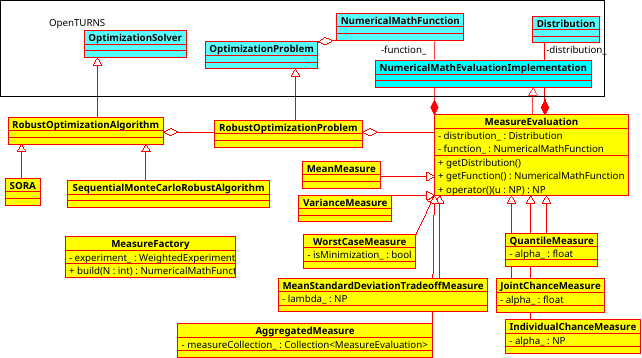 OpenTURNS
OptimizationSolver
OptimizationProblem
NumericalMathFunction
Distribution
-function_
-distribution_
NumericalMathEvaluationImplementation
RobustOptimizationAlgorithm
RobustOptimizationProblem
MeasureEvaluation
- distribution_ : Distribution
- function_ : NumericalMathFunction
+ getDistribution()
+ getFunction() : NumericalMathFunction
+ operator()(u : NP) : NP
SORA
SequentialMonteCarloRobustAlgorithm
MeanMeasure
VarianceMeasure
MeasureFactory
- experiment_ : WeightedExperiment
+ build(N : int) : NumericalMathFunct
WorstCaseMeasure
- isMinimization_ : bool
QuantileMeasure
- alpha_ : float
MeanStandardDeviationTradeoffMeasure
- lambda_ : NP
JointChanceMeasure
- alpha_ : float
AggregatedMeasure
- measureCollection_ : Collection<MeasureEvaluation>
IndividualChanceMeasure
- alpha_ : NP